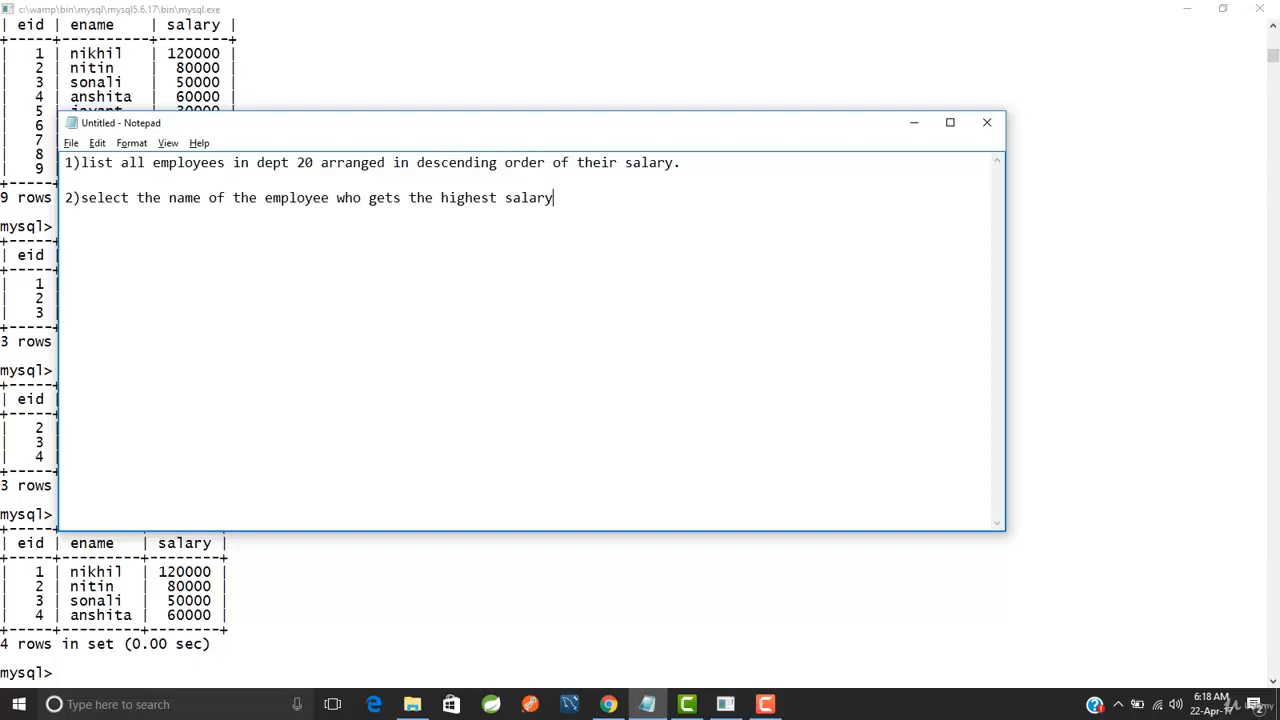 c:\wamp\bin\mysql\mysql5.6.17\bin\mysql.exe
| eid | ename | salary |
| 1 | nikhil | 120000
| 2 | nitin | 80000
| 3 | sonali | 50000
| 4 | anshita | 60000
5
Untitled - Notepad
File Edit Format View Help
1)list all employees in dept 20 arranged in descending order of their salary.
2)select the name of the employee who gets the highest salary
6
7
8
9
9 rows
mysql>
| eid
1
2
3
3 rows
mysql>
| eid
2
3
4
3 rows
mysql>
| eid | ename | salary |
| 1 | nikhil | 120000 |
| 2 | nitin | 80000 |
| 3 | sonali | 50000 |
| 4 | anshita | 60000 |
4 rows in set (0.00 sec)
mysql>
Type here to search
6:18 AM